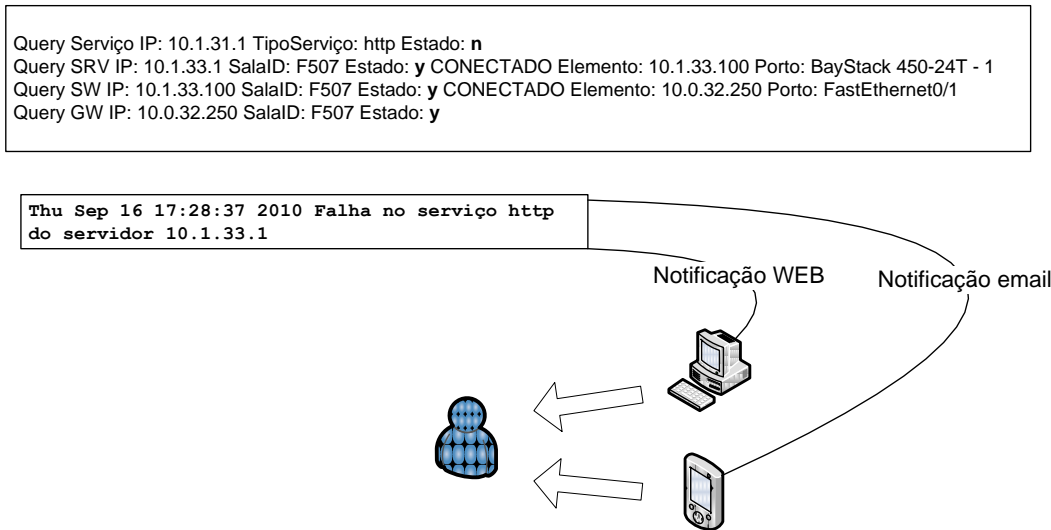 Query Serviço IP: 10.1.31.1 TipoServiço: http Estado: n
Query SRV IP: 10.1.33.1 SalaID: F507 Estado: y CONECTADO Elemento: 10.1.33.100 Porto: BayStack 450-24T - 1
Query SW IP: 10.1.33.100 SalaID: F507 Estado: y CONECTADO Elemento: 10.0.32.250 Porto: FastEthernet0/1
Query GW IP: 10.0.32.250 SalaID: F507 Estado: y
Thu Sep 16 17:28:37 2010 Falha no serviço http
do servidor 10.1.33.1
Notificação WEB
Notificação email